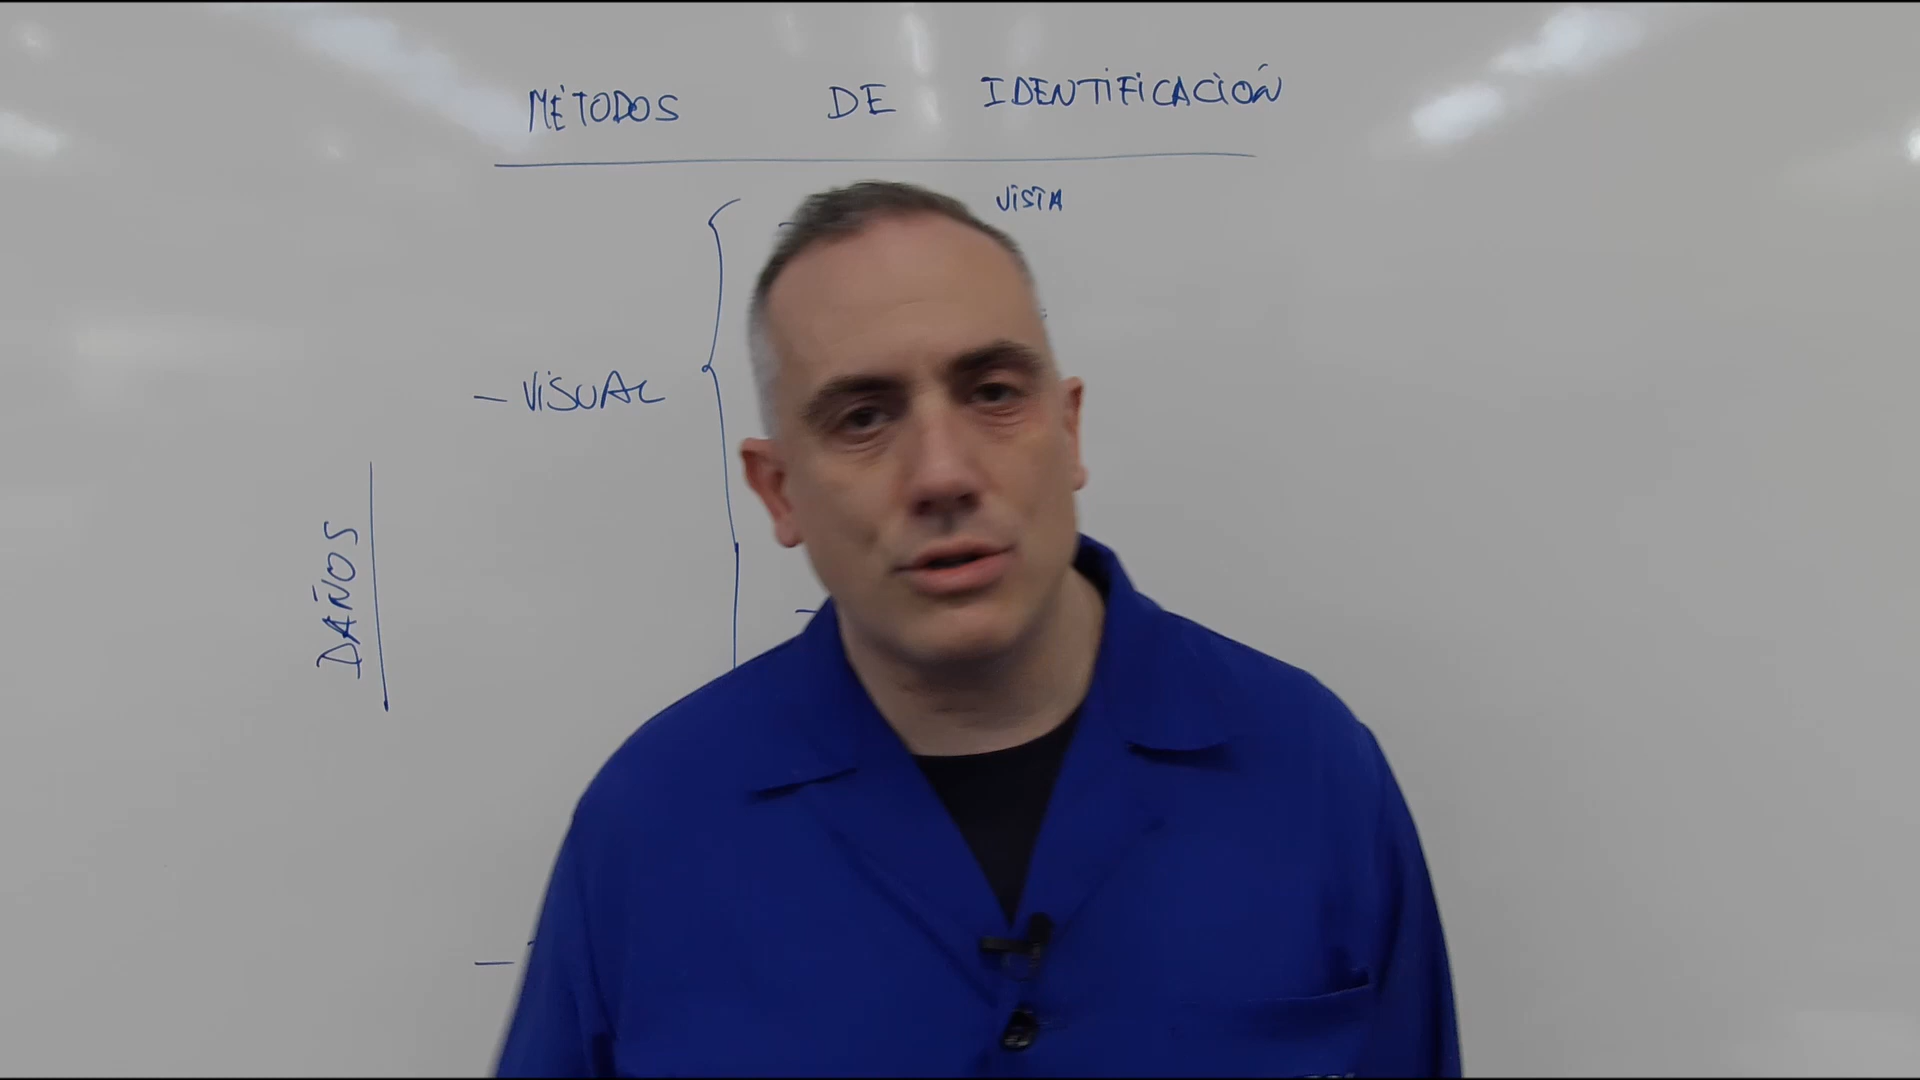 MÉTODOS DE IDENTIFICACIÓN
VISTA
- VISUAL
DAÑOS